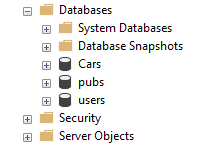 Databases
System Databases
Database Snapshots
Cars
pubs
users
Security
Server Objects